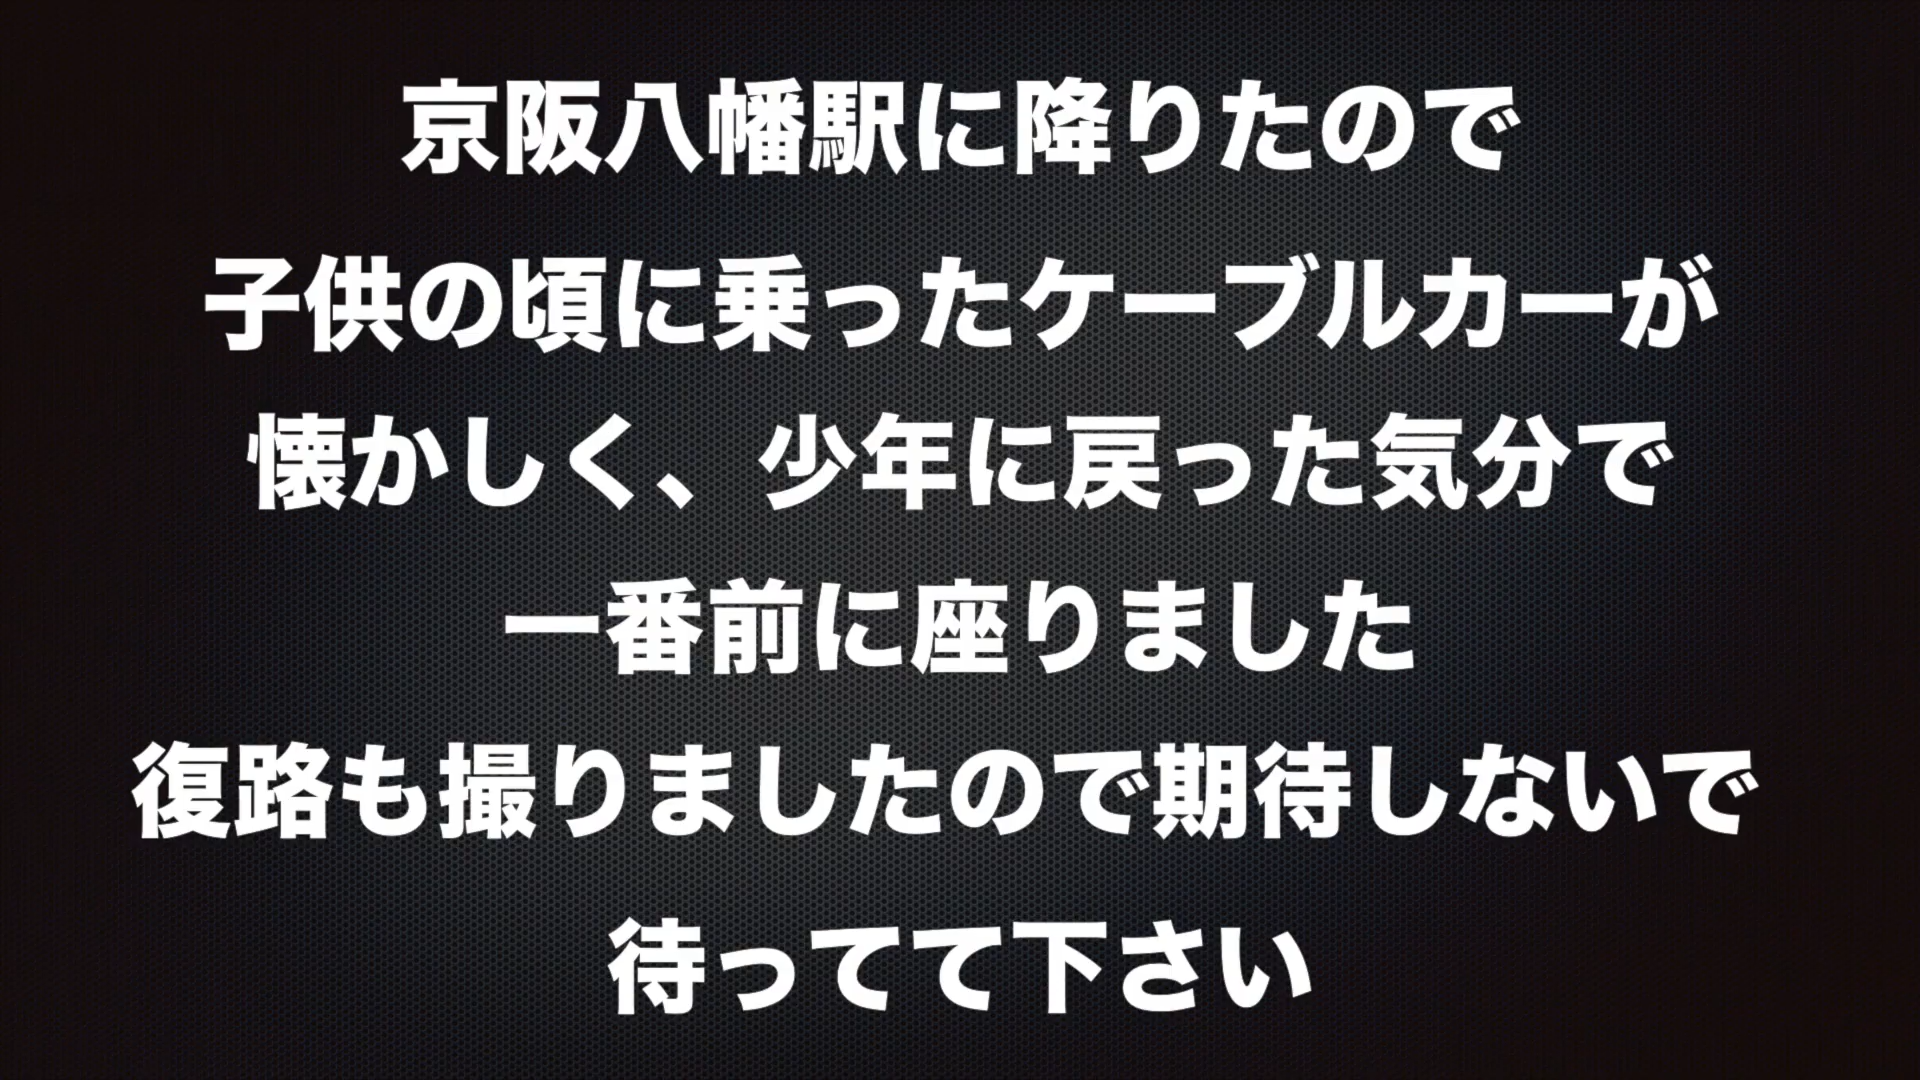 京阪八幡駅に降りたので
子供の頃に乗ったケーブルカーが
懐かしく、少年に戻った気分で
一番前に座りました
復路も撮りましたので期待しないで
待ってて下さい